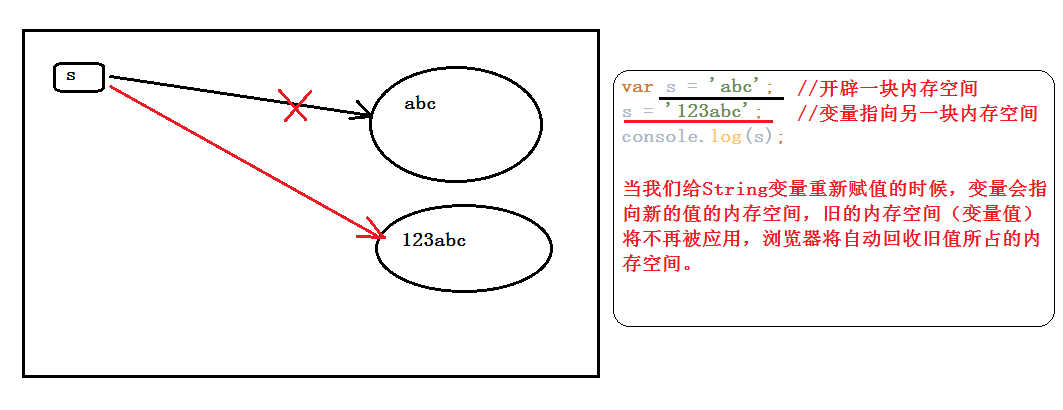 s
abc
123abc
var s = 'abc'; //开辟一块内存空间
s = '123abc'; //变量指向另一块内存空间
console.log(s);
当我们给String变量重新赋值的时候，变量会指
向新的值的内存空间，旧的内存空间（变量值）
将不再被应用，浏览器将自动回收旧值所占的内
存空间。